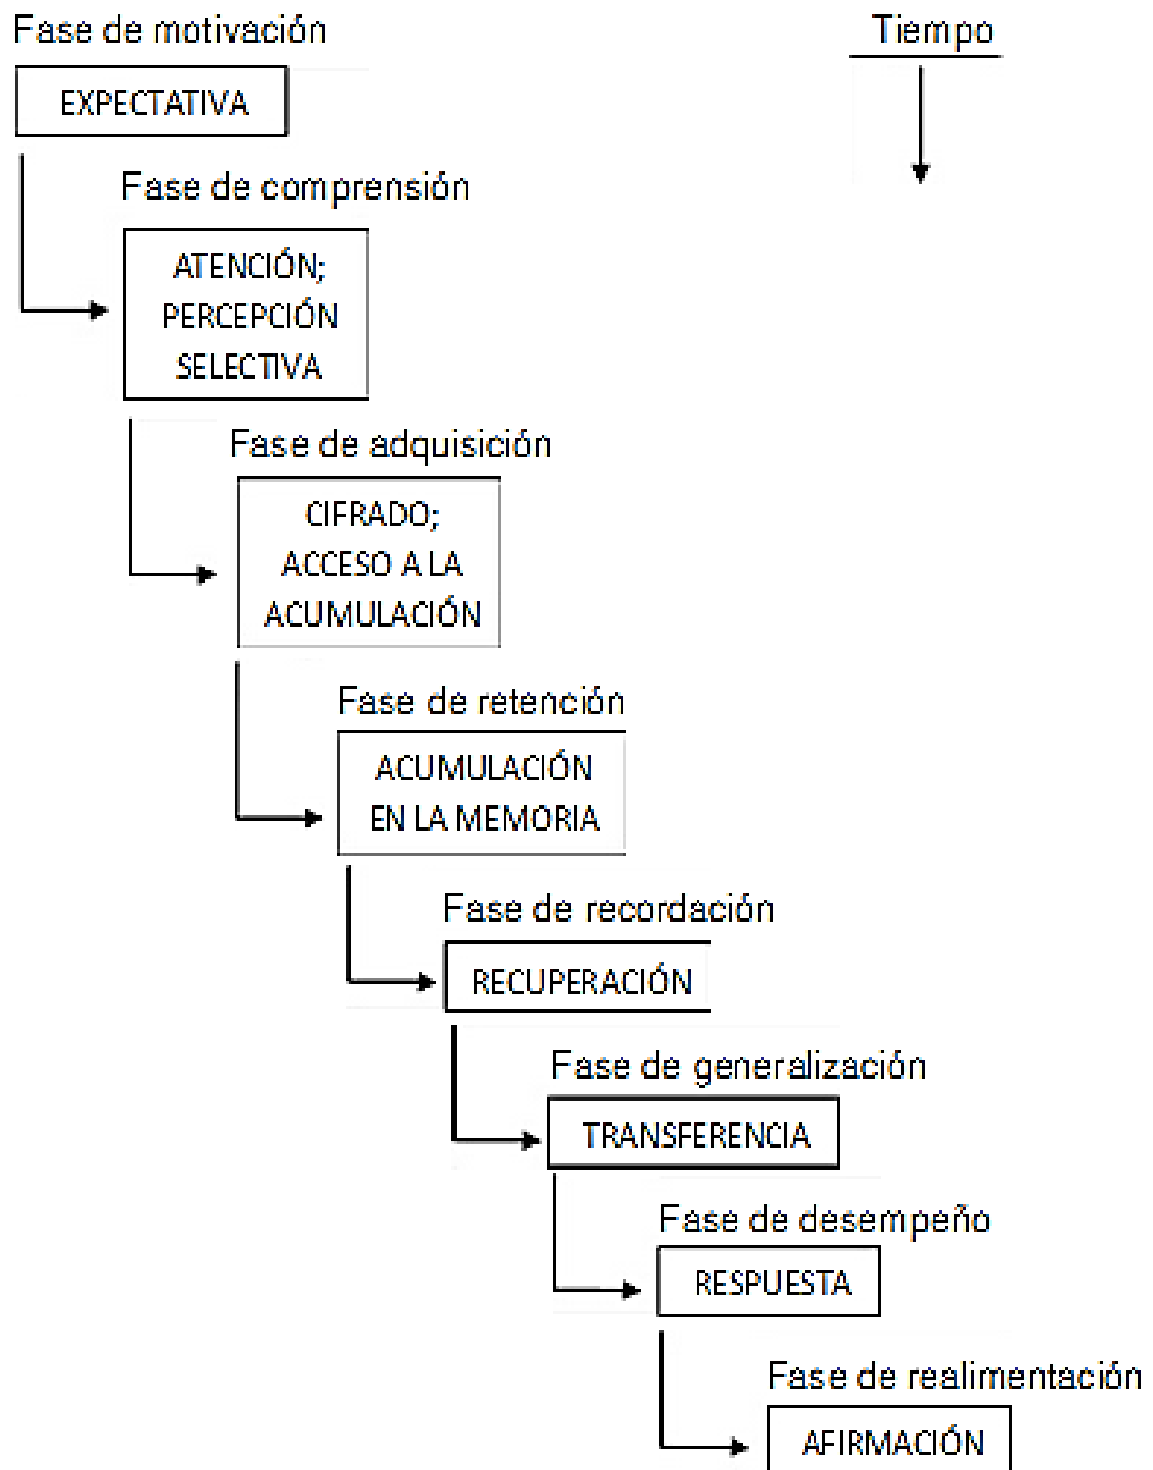 Fase de motivación
Tiempo
EXPECTATIVA
Fase de comprensión
ATENCIÓN;
PERCEPCIÓN
SELECTIVA
Fase de adquisición
CIFRADO;
ACCESO A LA
ACUMULACIÓN
Fase de retención
ACUMULACIÓN
EN LA MEMORIA
Fase de recordación
RECUPERACIÓN
Fase de generalización
TRANSFERENCIA
Fase de desempeño
RESPUESTA
Fase de realimentación
AFIRMACIÓN